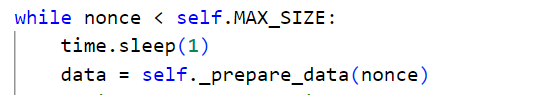 while nonce < self.MAX_SIZE:
    time.sleep(1)
    data = self._prepare_data(nonce)